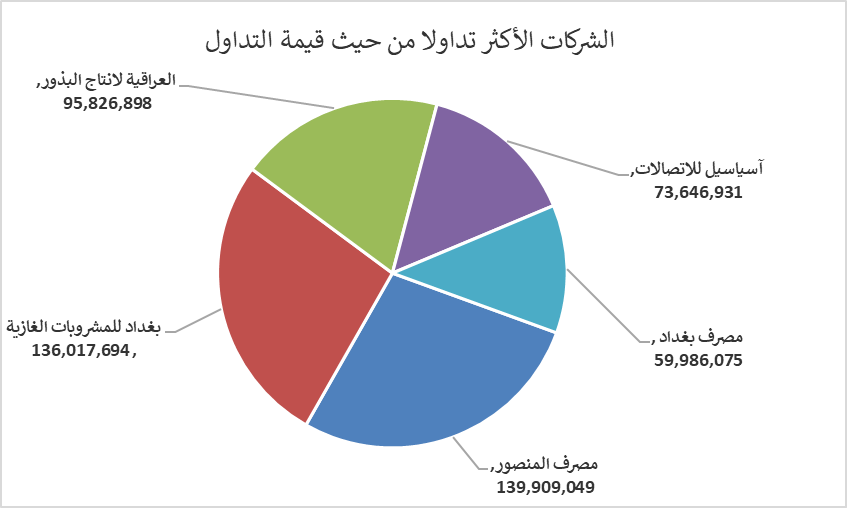 الشركات الأكثر تداولا من حيث قيمة التداول
العراقية لانتاج البذور,
95,826,898
آسياسيل للاتصالات,
73,646,931
بغداد للمشروبات الغازية
136,017,694 ,
مصرف بغداد ,
59,986,075
مصرف المنصور,
139,909,049